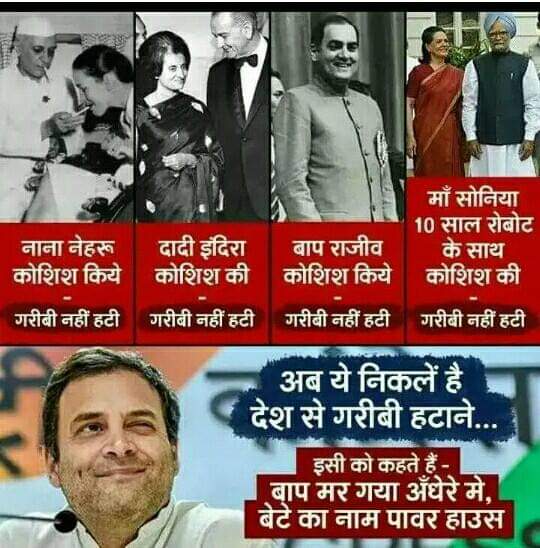 नाना नेहरू
कोशिश किये
-
गरीबी नहीं हटी
दादी इंदिरा
कोशिश की
-
गरीबी नहीं हटी
बाप राजीव
कोशिश किये
-
गरीबी नहीं हटी
माँ सोनिया
10 साल रोबोट
के साथ
कोशिश की
-
गरीबी नहीं हटी
अब ये निकलें है
देश से गरीबी हटाने...
इसी को कहते हैं -
बाप मर गया अँधेरे मे,
बेटे का नाम पावर हाउस